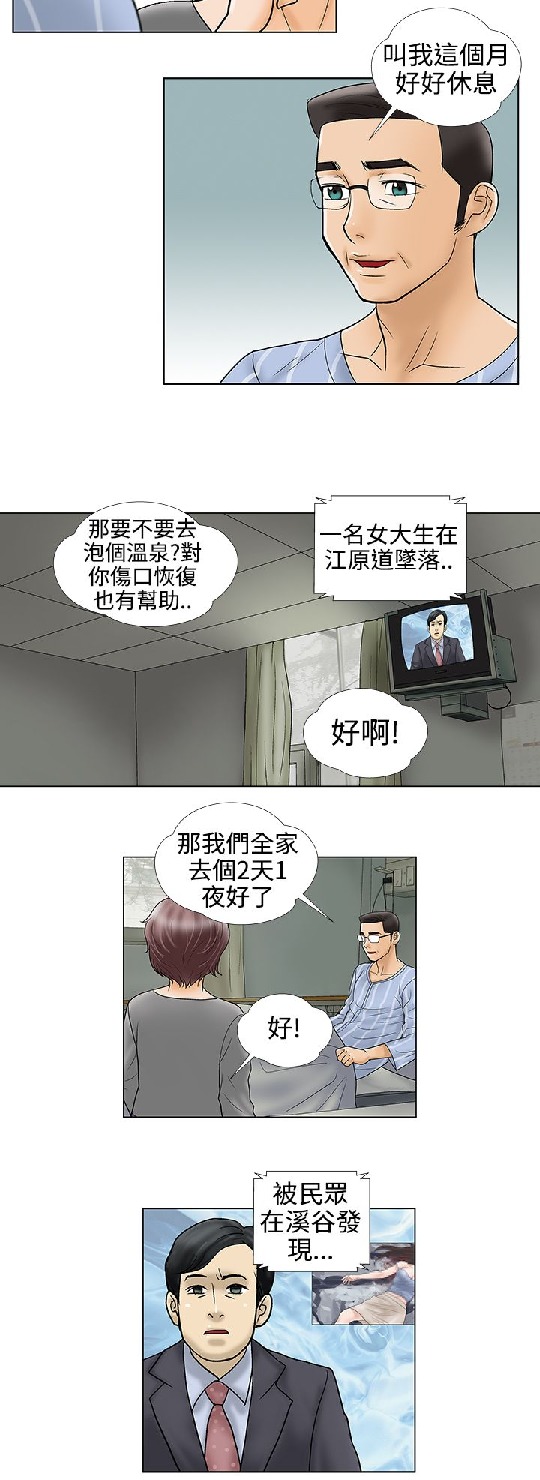 叫我這個月
好好休息
那要不要去
泡個溫泉?對
你傷口恢復
也有幫助..
一名女大生在
江原道墜落..
好啊!
那我們全家
去個2天1
夜好了
好!
被民眾
在溪谷發
現...